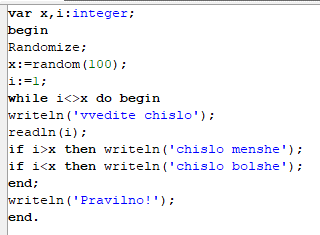 var x,i:integer;
begin
Randomize;
x:=random(100);
i:=1;
while i<>x do begin
writeln('vvedite chislo');
readln(i);
if i>x then writeln('chislo menshe');
if i<x then writeln('chislo bolshe');
end;
writeln('Pravilno!');
end.